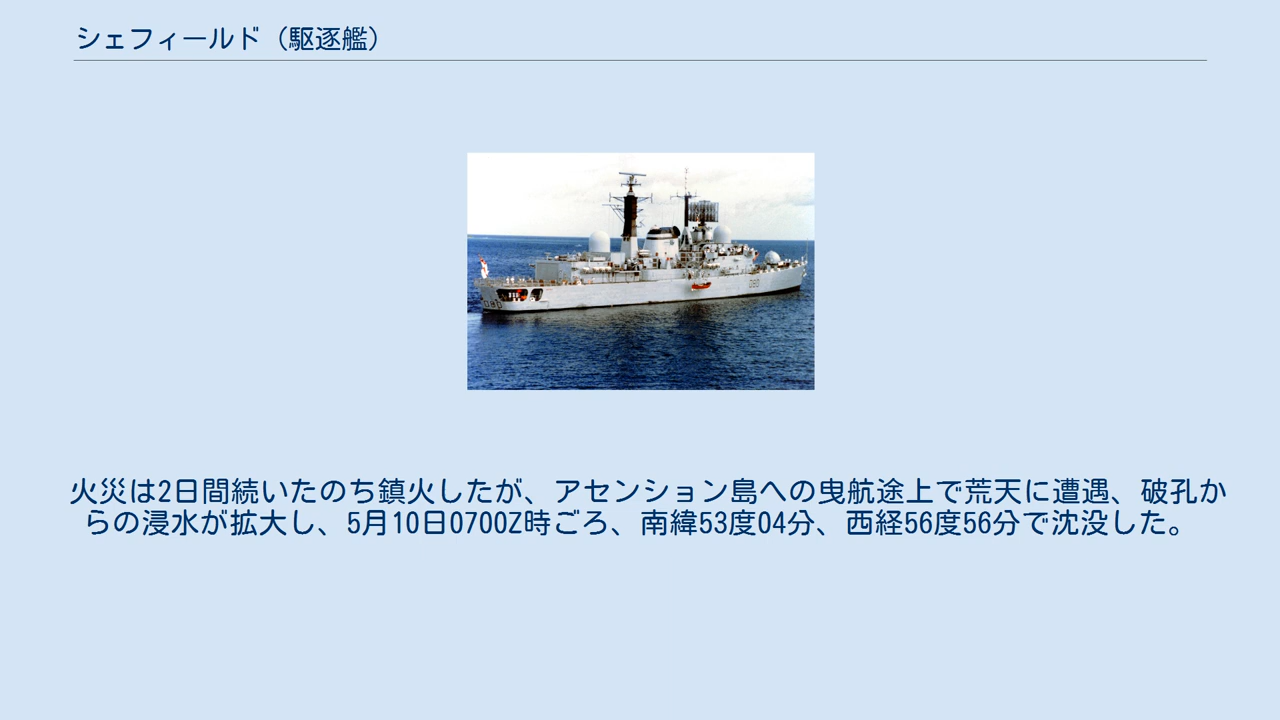 シェフィールド（駆逐艦）
火災は2日間続いたのち鎮火したが、アセンション島への曳航途上で荒天に遭遇、破孔か
らの浸水が拡大し、5月10日0700Z時ごろ、南緯53度04分、西経56度56分で沈没した。